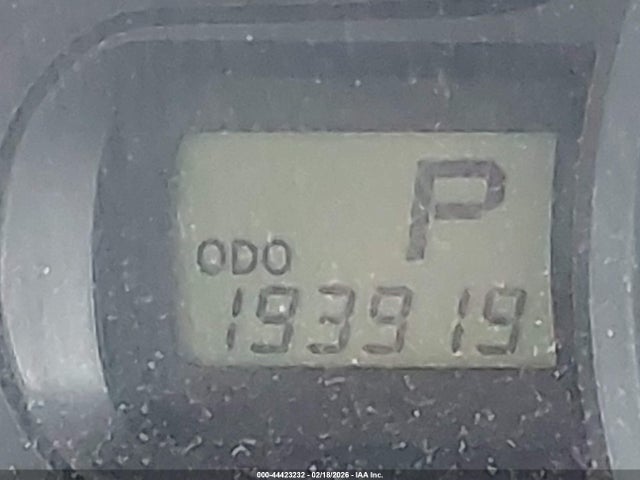 P
ODO
193919
000-44423232 - 02/18/2026 - IAA Inc.